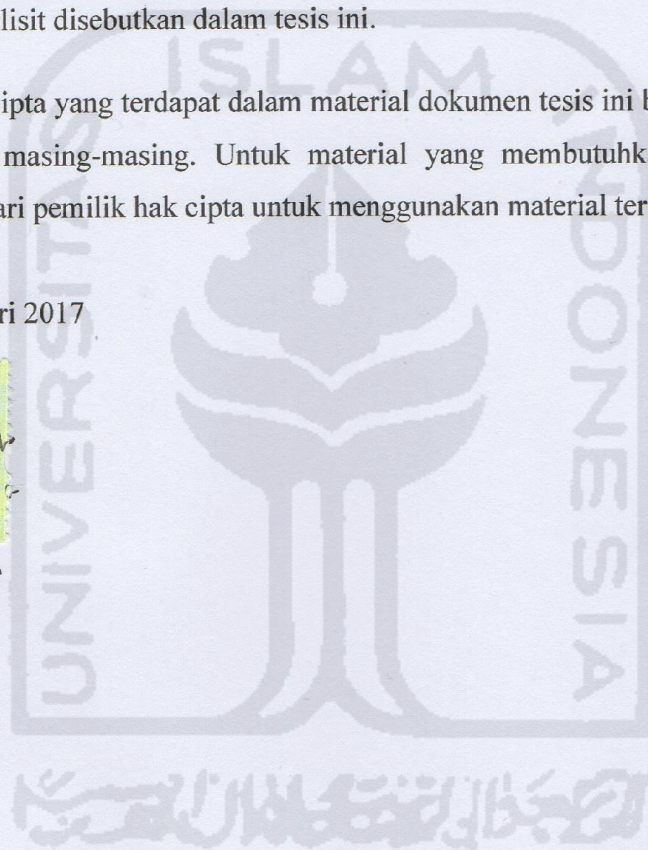 lisit disebutkan dalam tesis ini.
ISLAM
ipta yang terdapat dalam material dokumen tesis ini b
masing-masing. Untuk material yang membutuhk
ari pemilik hak cipta untuk menggunakan material ter
ri 2017
UNIVERSITAS
INDONESIA